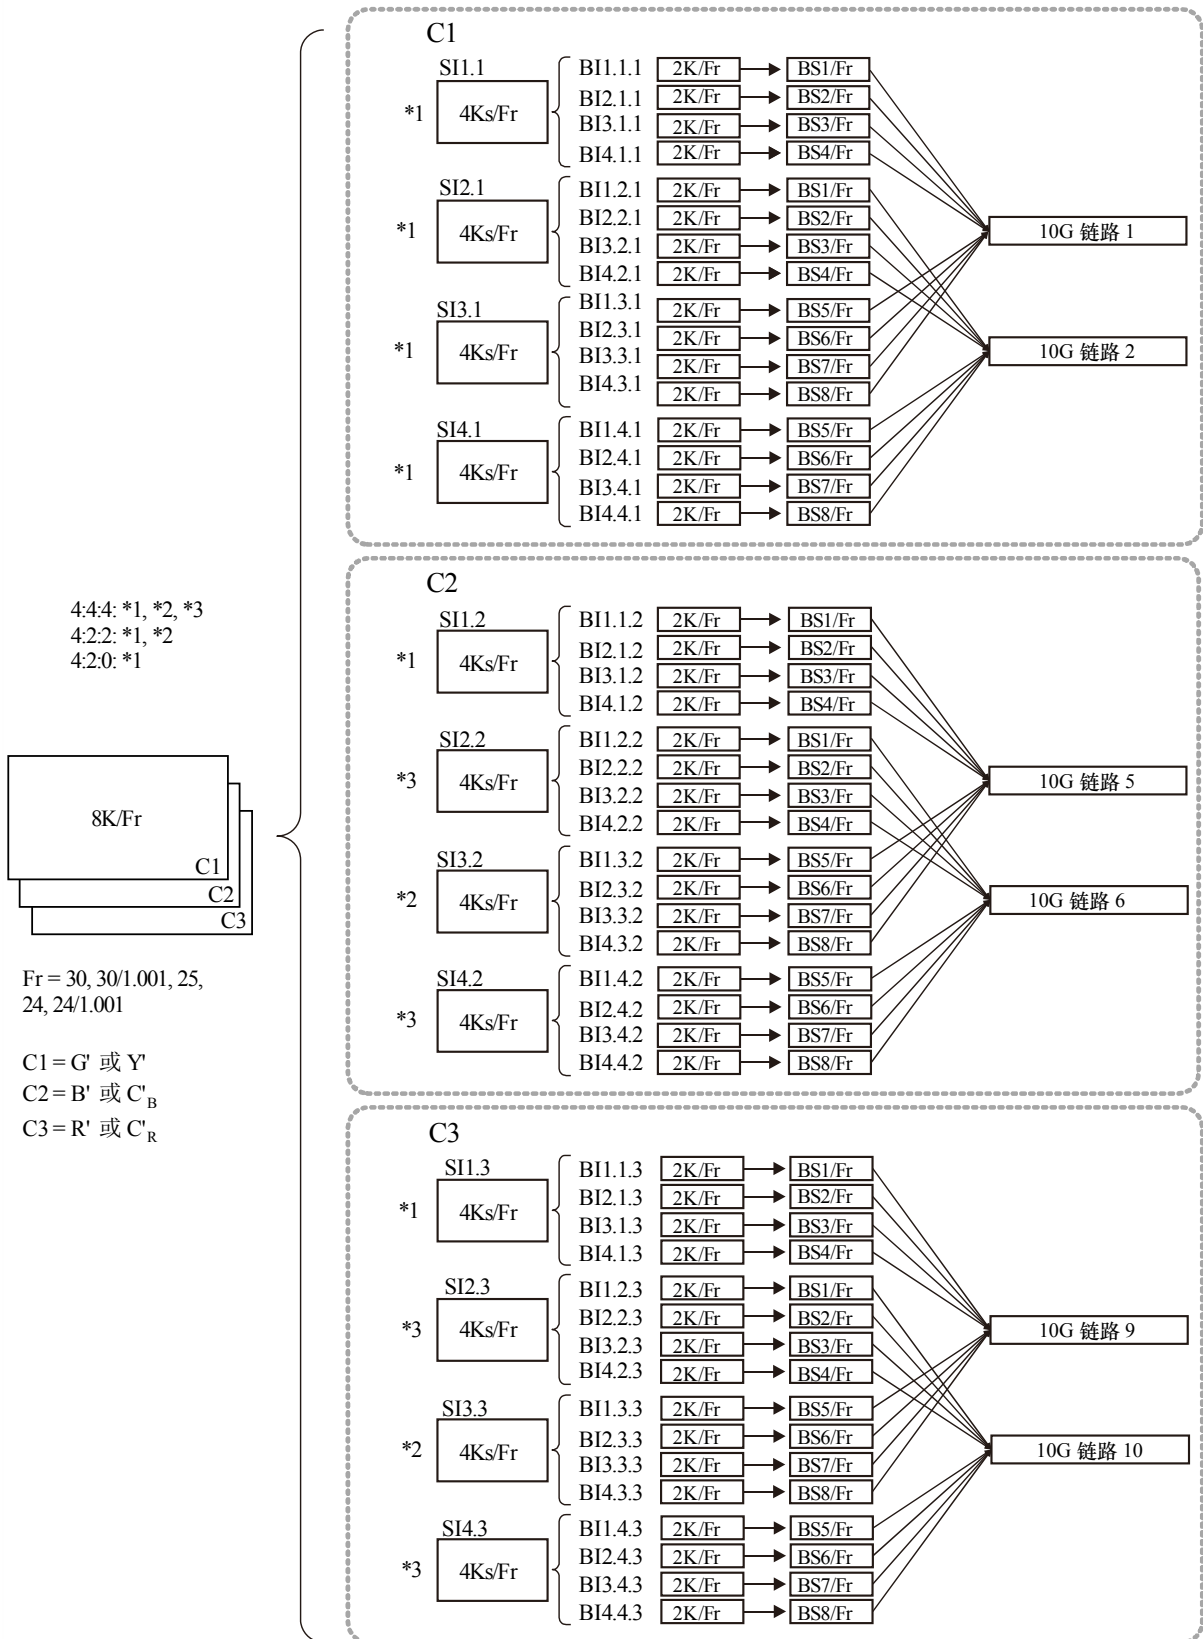 4:4:4: *1, *2, *3
4:2:2: *1, *2
4:2:0: *1
8K/Fr
C1
C2
C3
Fr = 30, 30/1.001, 25,
24, 24/1.001
C1 = G' 或 Y'
C2 = B' 或 C'B
C3 = R' 或 C'R
C1
SI1.1
*1 4Ks/Fr
BI1.1.1 2K/Fr BS1/Fr
BI2.1.1 2K/Fr BS2/Fr
BI3.1.1 2K/Fr BS3/Fr
BI4.1.1 2K/Fr BS4/Fr
SI2.1
*1 4Ks/Fr
BI1.2.1 2K/Fr BS1/Fr
BI2.2.1 2K/Fr BS2/Fr
BI3.2.1 2K/Fr BS3/Fr
BI4.2.1 2K/Fr BS4/Fr
SI3.1
*1 4Ks/Fr
BI1.3.1 2K/Fr BS5/Fr
BI2.3.1 2K/Fr BS6/Fr
BI3.3.1 2K/Fr BS7/Fr
BI4.3.1 2K/Fr BS8/Fr
SI4.1
*1 4Ks/Fr
BI1.4.1 2K/Fr BS5/Fr
BI2.4.1 2K/Fr BS6/Fr
BI3.4.1 2K/Fr BS7/Fr
BI4.4.1 2K/Fr BS8/Fr
10G 链路 1
10G 链路 2
C2
SI1.2
*1 4Ks/Fr
BI1.1.2 2K/Fr BS1/Fr
BI2.1.2 2K/Fr BS2/Fr
BI3.1.2 2K/Fr BS3/Fr
BI4.1.2 2K/Fr BS4/Fr
SI2.2
*3 4Ks/Fr
BI1.2.2 2K/Fr BS1/Fr
BI2.2.2 2K/Fr BS2/Fr
BI3.2.2 2K/Fr BS3/Fr
BI4.2.2 2K/Fr BS4/Fr
SI3.2
*2 4Ks/Fr
BI1.3.2 2K/Fr BS5/Fr
BI2.3.2 2K/Fr BS6/Fr
BI3.3.2 2K/Fr BS7/Fr
BI4.3.2 2K/Fr BS8/Fr
SI4.2
*3 4Ks/Fr
BI1.4.2 2K/Fr BS5/Fr
BI2.4.2 2K/Fr BS6/Fr
BI3.4.2 2K/Fr BS7/Fr
BI4.4.2 2K/Fr BS8/Fr
10G 链路 5
10G 链路 6
C3
SI1.3
*1 4Ks/Fr
BI1.1.3 2K/Fr BS1/Fr
BI2.1.3 2K/Fr BS2/Fr
BI3.1.3 2K/Fr BS3/Fr
BI4.1.3 2K/Fr BS4/Fr
SI2.3
*3 4Ks/Fr
BI1.2.3 2K/Fr BS1/Fr
BI2.2.3 2K/Fr BS2/Fr
BI3.2.3 2K/Fr BS3/Fr
BI4.2.3 2K/Fr BS4/Fr
SI3.3
*2 4Ks/Fr
BI1.3.3 2K/Fr BS5/Fr
BI2.3.3 2K/Fr BS6/Fr
BI3.3.3 2K/Fr BS7/Fr
BI4.3.3 2K/Fr BS8/Fr
SI4.3
*3 4Ks/Fr
BI1.4.3 2K/Fr BS5/Fr
BI2.4.3 2K/Fr BS6/Fr
BI3.4.3 2K/Fr BS7/Fr
BI4.4.3 2K/Fr BS8/Fr
10G 链路 9
10G 链路 10